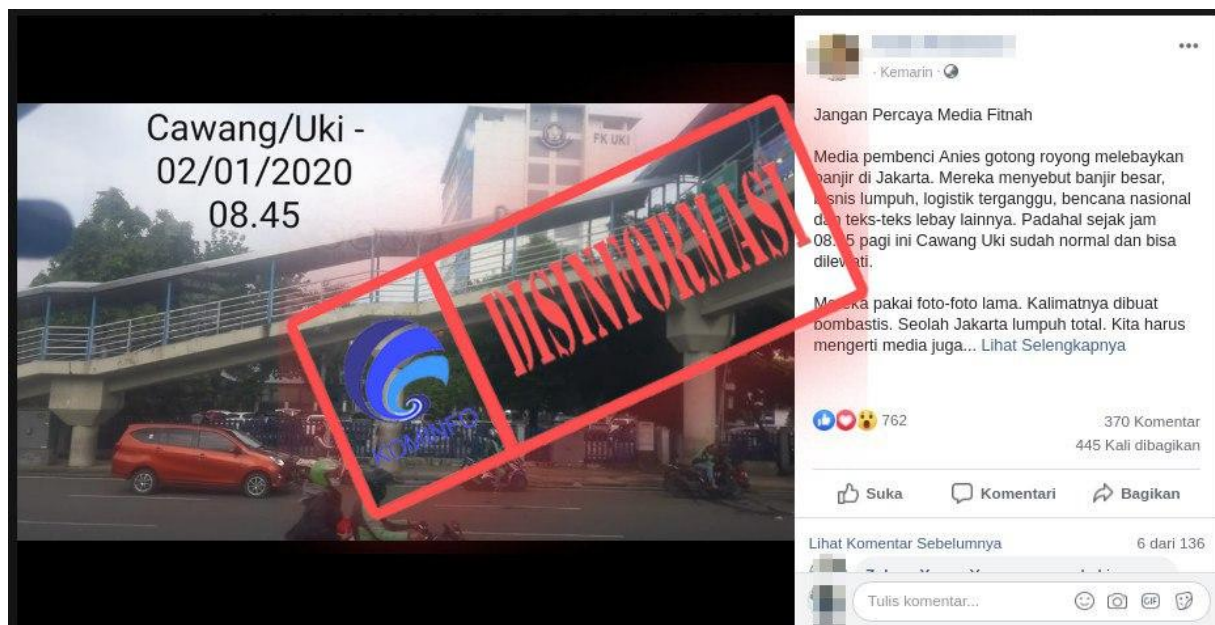 Cawang/Uki -
02/01/2020
08.45
FK UKI
DISINFORMASI
KOMINFO
· Kemarin ·
Jangan Percaya Media Fitnah
Media pembenci Anies gotong royong melebaykan
banjir di Jakarta. Mereka menyebut banjir besar,
bisnis lumpuh, logistik terganggu, bencana nasional
dan teks-teks lebay lainnya. Padahal sejak jam
08.45 pagi ini Cawang Uki sudah normal dan bisa
dilewati.
Mereka pakai foto-foto lama. Kalimatnya dibuat
bombastis. Seolah Jakarta lumpuh total. Kita harus
mengerti media juga... Lihat Selengkapnya
762
370 Komentar
445 Kali dibagikan
Suka Komentari Bagikan
Lihat Komentar Sebelumnya 6 dari 136
Tulis komentar...
GIF